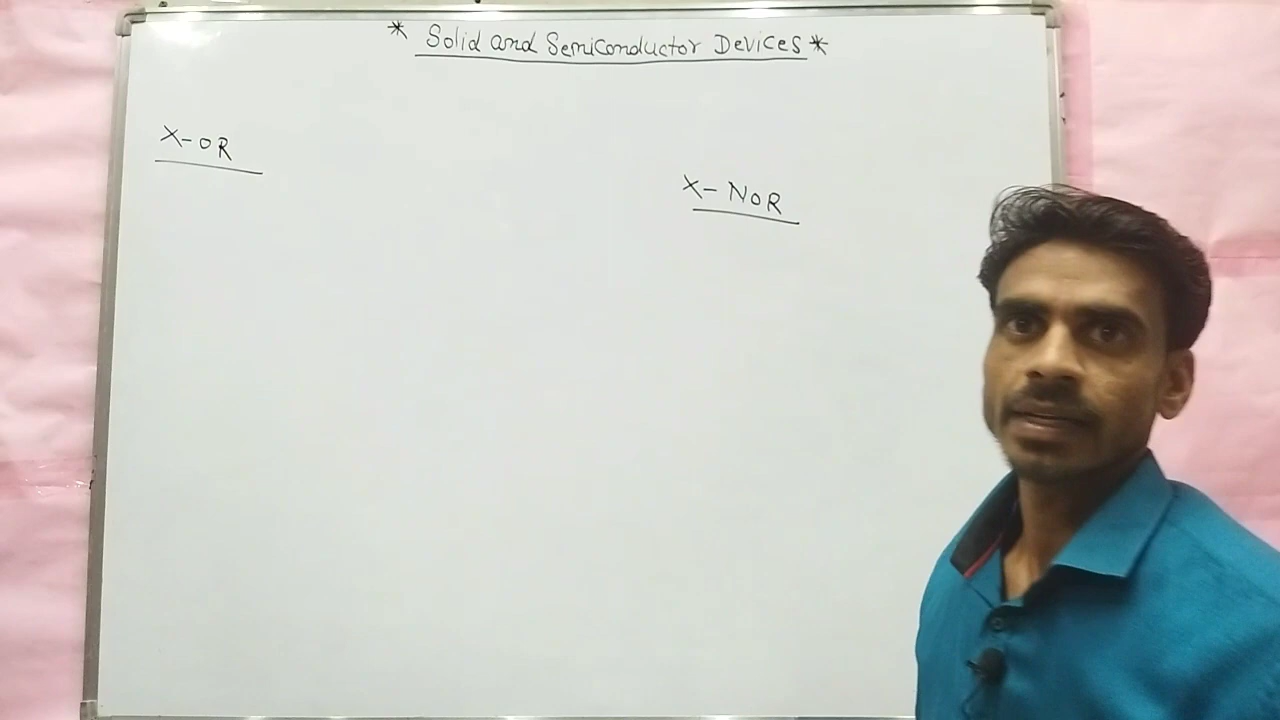 * Solid and Semiconductor Devices *
X-OR
X-NOR